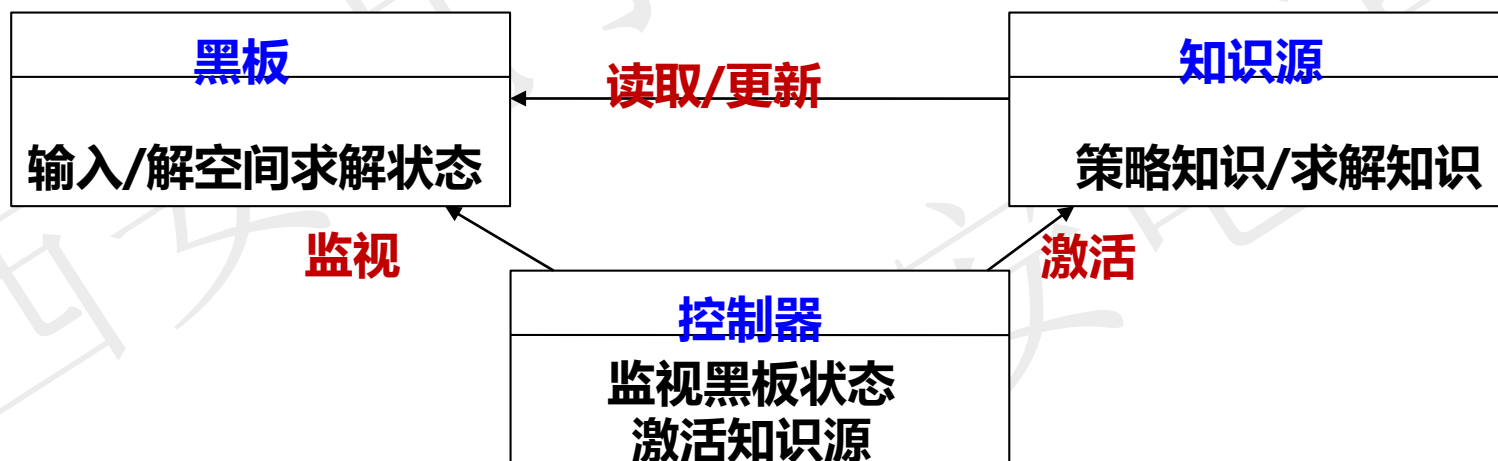 黑板
知识源
读取/更新
输入/解空间求解状态
策略知识/求解知识
监视
激活
控制器
监视黑板状态
激活知识源